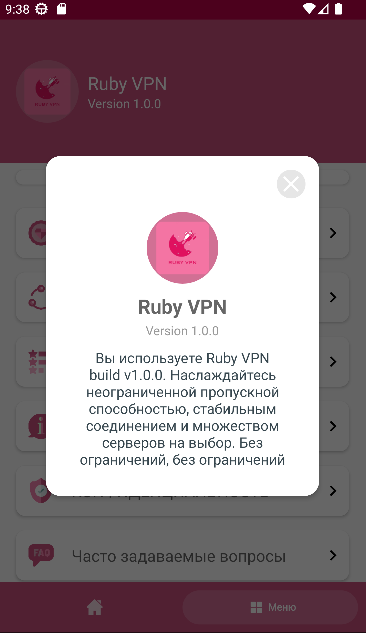 9:38
Ruby VPN
Version 1.0.0
RUBY VPN
Ruby VPN
Version 1.0.0
Вы используете Ruby VPN
build v1.0.0. Наслаждайтесь
неограниченной пропускной
способностью, стабильным
соединением и множеством
серверов на выбор. Без
ограничений, без ограничений
FAQ
Часто задаваемые вопросы
Меню